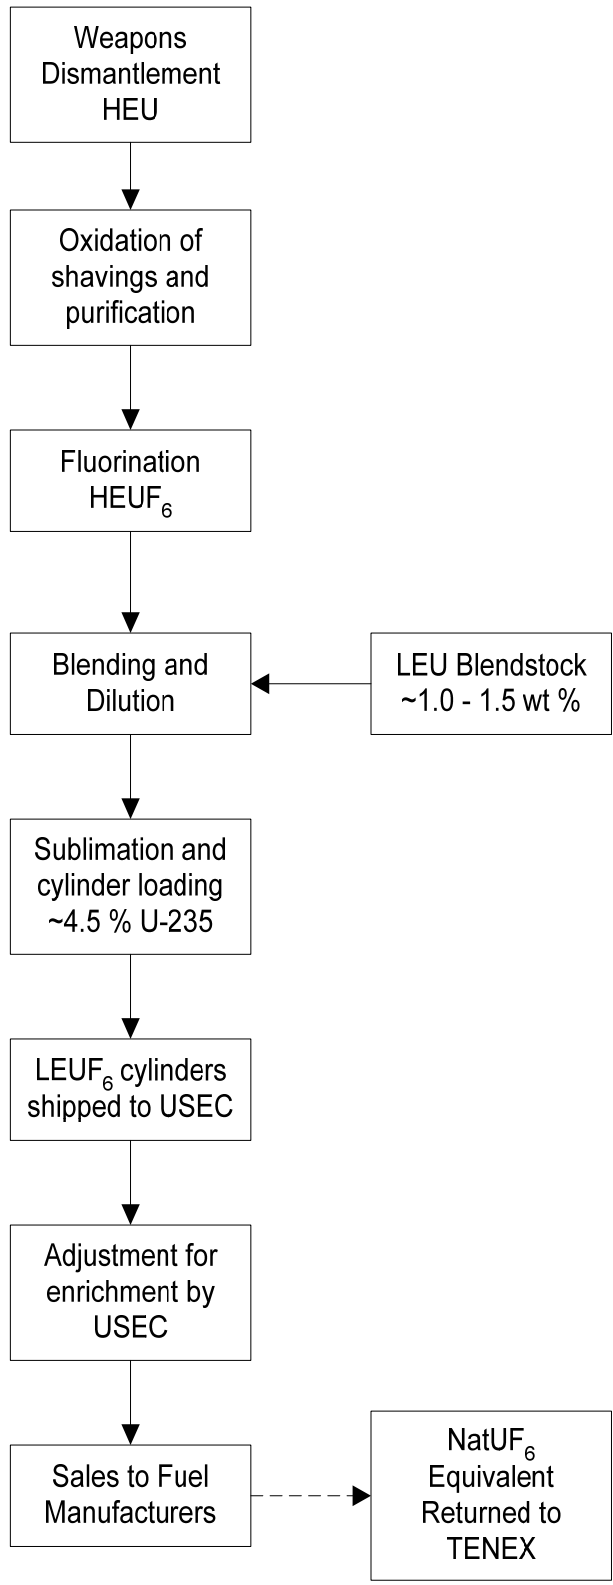 Weapons
Dismantlement
HEU
Oxidation of
shavings and
purification
Fluorination
HEUF₆
Blending and
Dilution
LEU Blendstock
~1.0 - 1.5 wt %
Sublimation and
cylinder loading
~4.5 % U-235
LEUF₆ cylinders
shipped to USEC
Adjustment for
enrichment by
USEC
Sales to Fuel
Manufacturers
NatUF₆
Equivalent
Returned to
TENEX